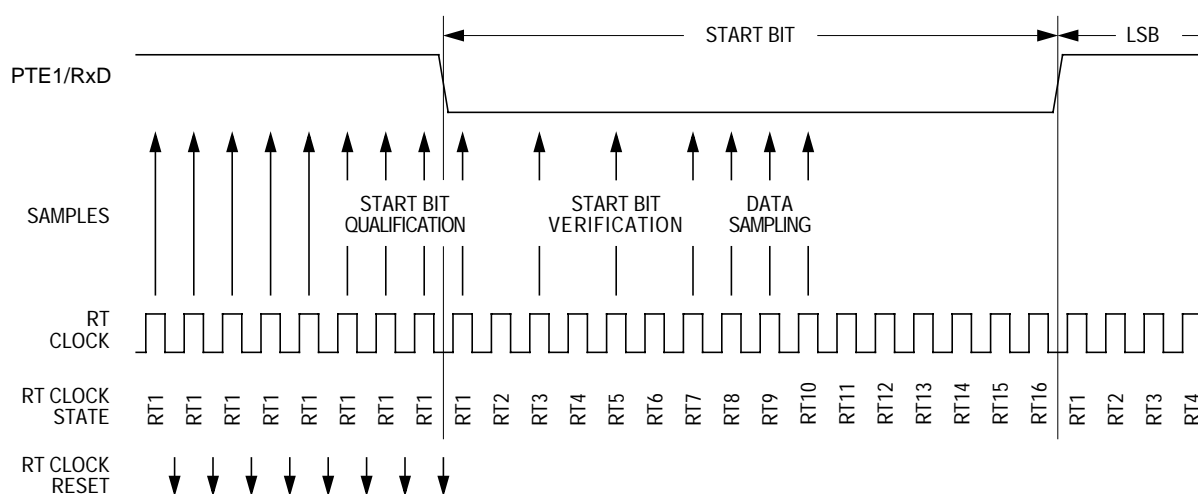 START BIT
LSB
PTE1/RxD
SAMPLES
START BIT
QUALIFICATION
START BIT
VERIFICATION
DATA
SAMPLING
RT
CLOCK
RT CLOCK
STATE
RT1 RT1 RT1 RT1 RT1 RT1 RT1 RT1 RT1 RT2 RT3 RT4 RT5 RT6 RT7 RT8 RT9 RT10 RT11 RT12 RT13 RT14 RT15 RT16 RT1 RT2 RT3 RT4
RT CLOCK
RESET